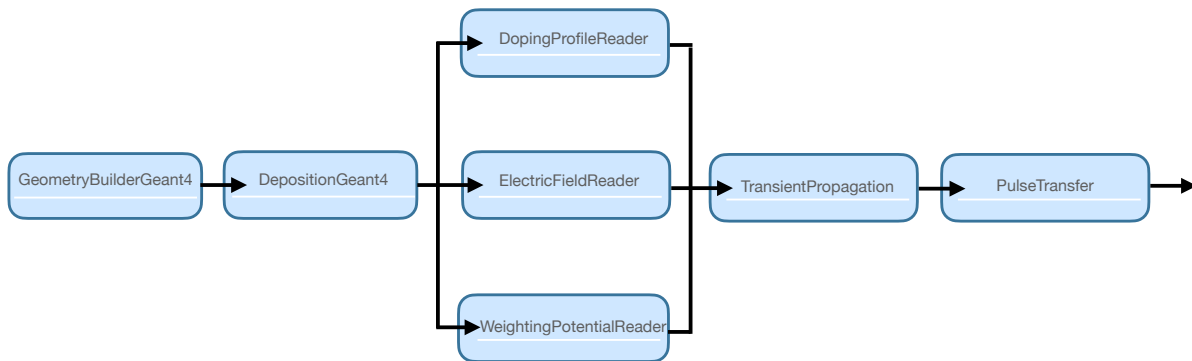 DopingProfileReader
GeometryBuilderGeant4
DepositionGeant4
ElectricFieldReader
TransientPropagation
PulseTransfer
WeightingPotentialReader